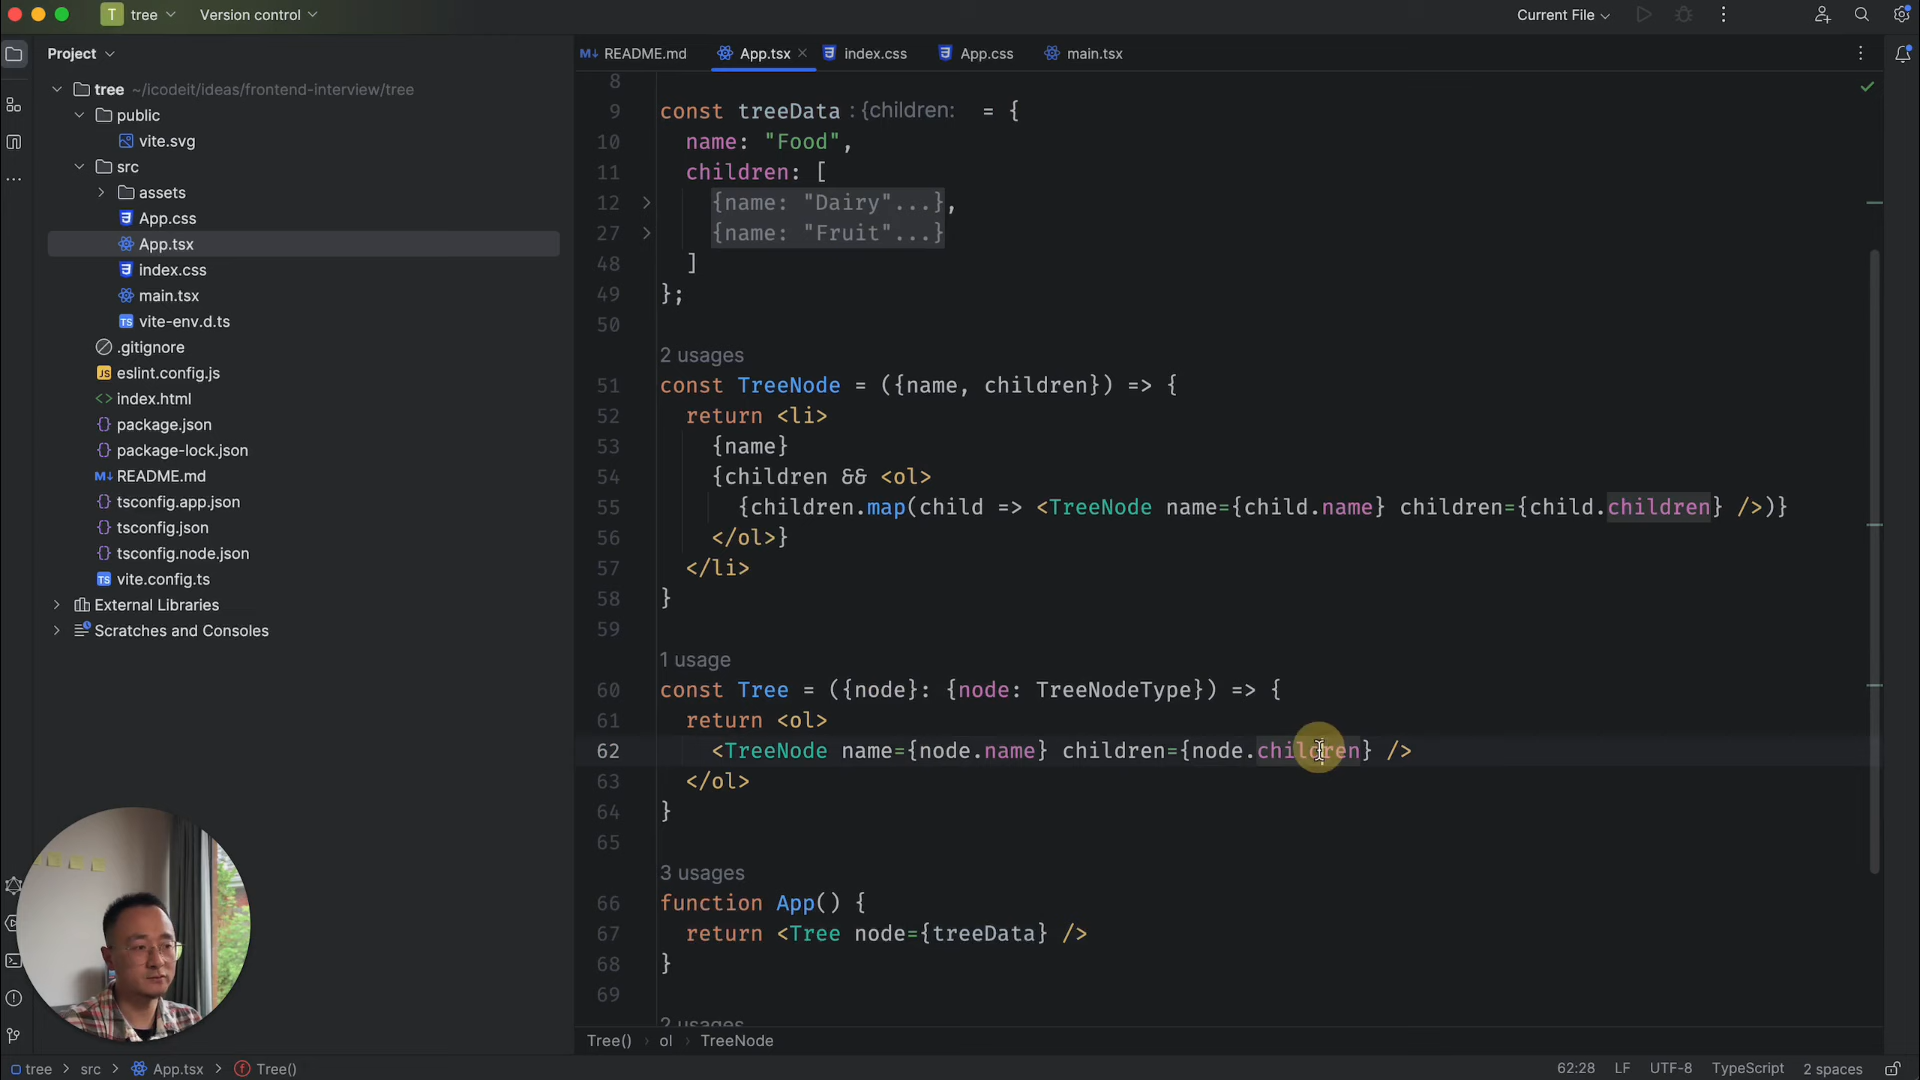 T tree Version control Current File
Project
README.md App.tsx index.css App.css main.tsx
tree ~/icodeit/ideas/frontend-interview/tree
public
vite.svg
src
assets
App.css
App.tsx
index.css
main.tsx
TS vite-env.d.ts
.gitignore
JS eslint.config.js
<> index.html
{} package.json
{} package-lock.json
M↓ README.md
{} tsconfig.app.json
{} tsconfig.json
{} tsconfig.node.json
TS vite.config.ts
External Libraries
Scratches and Consoles
8
9 const treeData : {children: = {
10 name: "Food",
11 children: [
12 {name: "Dairy"...},
27 {name: "Fruit"...}
48 ]
49 };
50
2 usages
51 const TreeNode = ({name, children}) => {
52 return <li>
53 {name}
54 {children && <ol>
55 {children.map(child => <TreeNode name={child.name} children={child.children} />)}
56 </ol>}
57 </li>
58 }
59
1 usage
60 const Tree = ({node}: {node: TreeNodeType}) => {
61 return <ol>
62 <TreeNode name={node.name} children={node.children} />
63 </ol>
64 }
65
3 usages
66 function App() {
67 return <Tree node={treeData} />
68 }
69
2 usages
Tree() › ol › TreeNode
tree > src > App.tsx > Tree() 62:28 LF UTF-8 TypeScript 2 spaces